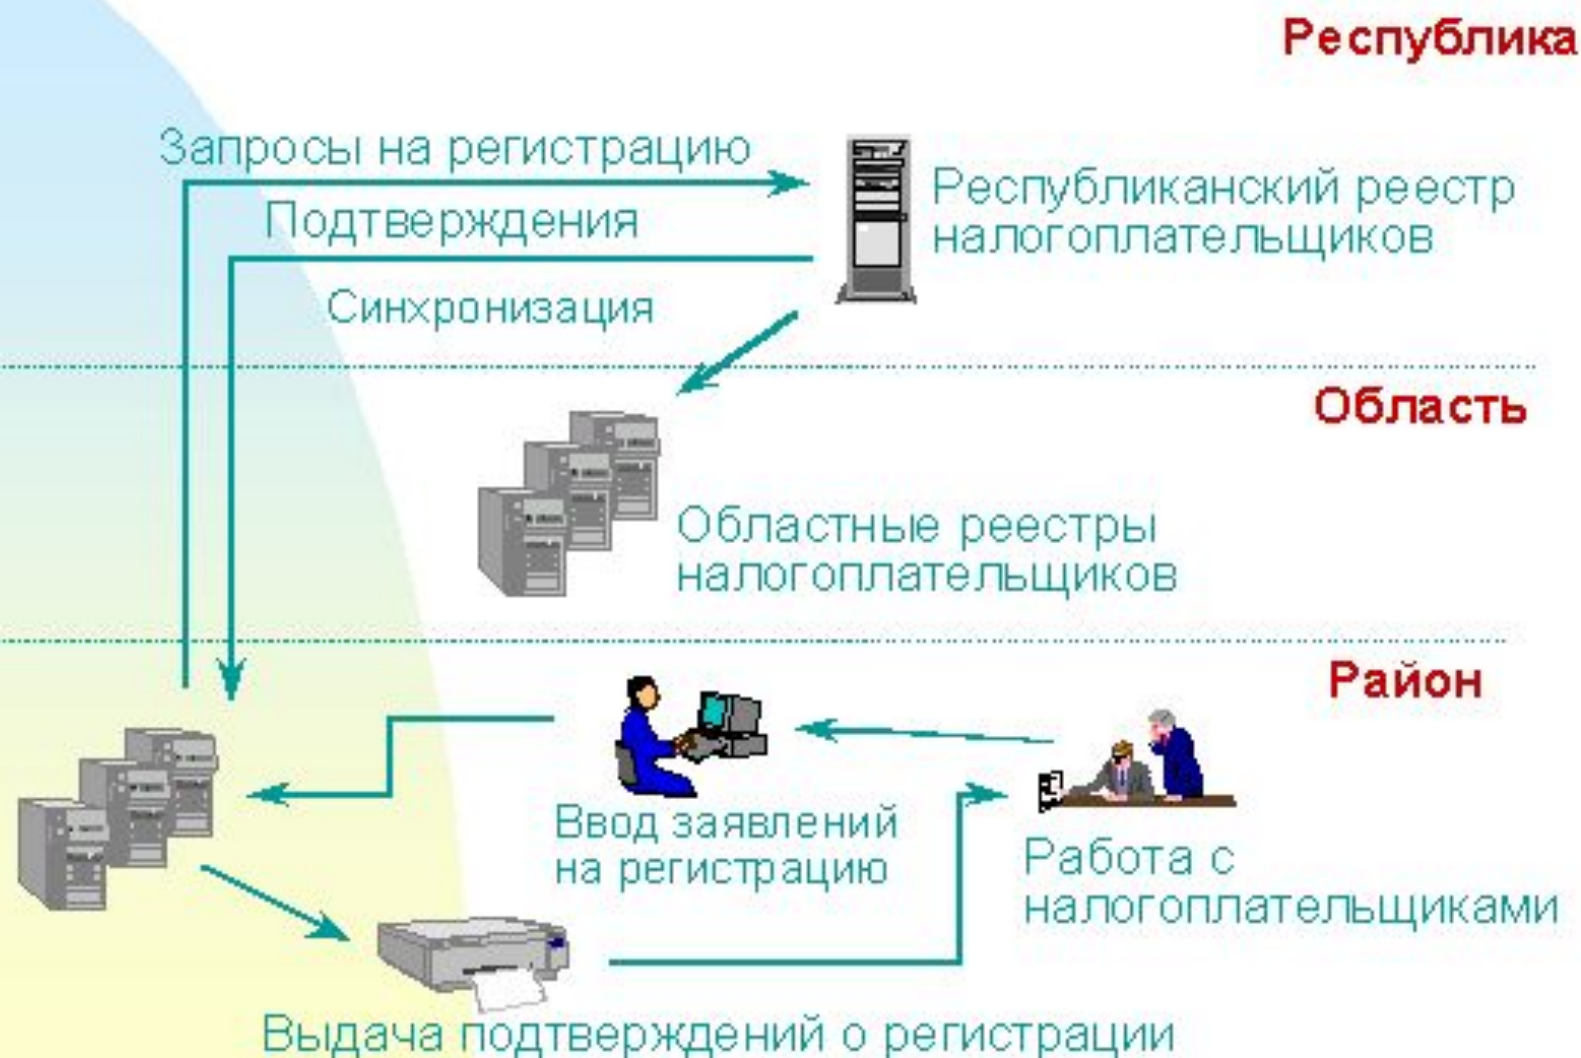 Республика
Запросы на регистрацию
Республиканский реестр
налогоплательщиков
Подтверждения
Синхронизация
Область
Областные реестры
налогоплательщиков
Район
Ввод заявлений
на регистрацию
Работа с
налогоплательщиками
Выдача подтверждений о регистрации